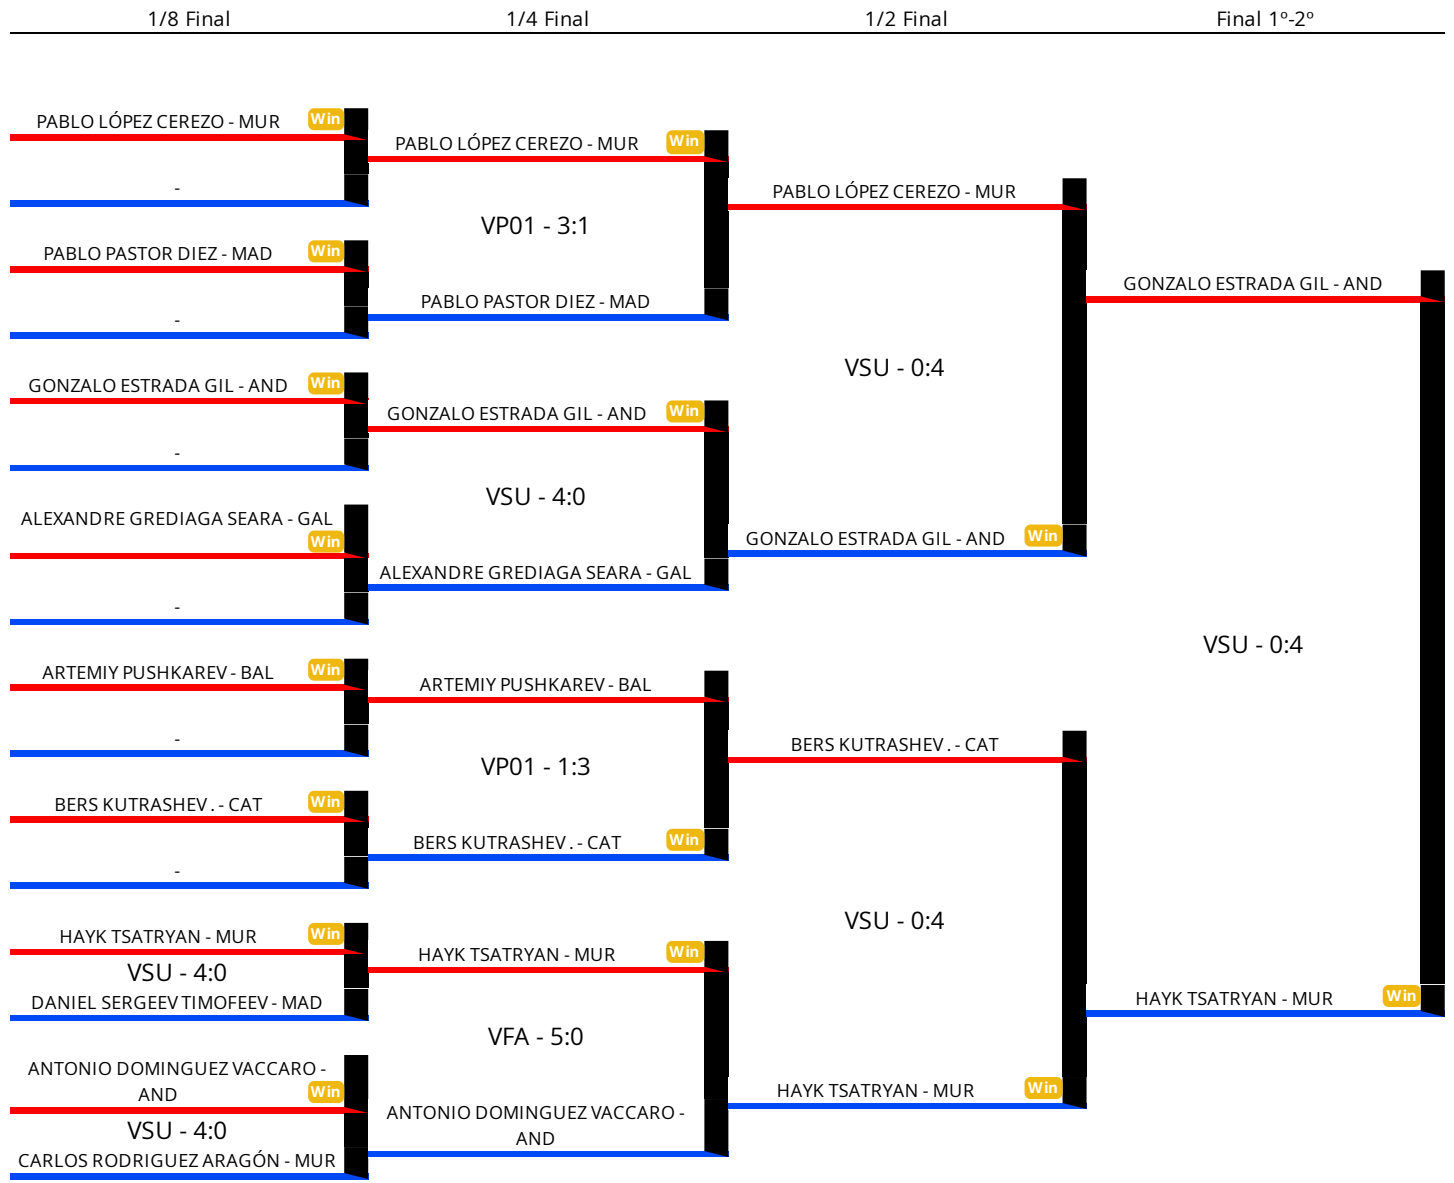 1/8 Final
1/4 Final
1/2 Final
Final 1º-2º
PABLO LÓPEZ CEREZO - MUR
Win
-
PABLO PASTOR DIEZ - MAD
Win
-
GONZALO ESTRADA GIL - AND
Win
-
ALEXANDRE GREDIAGA SEARA - GAL
Win
-
ARTEMIY PUSHKAREV - BAL
Win
-
BERS KUTRASHEV . - CAT
Win
-
HAYK TSATRYAN - MUR
Win
VSU - 4:0
DANIEL SERGEEV TIMOFEEV - MAD
ANTONIO DOMINGUEZ VACCARO -
AND
Win
VSU - 4:0
CARLOS RODRIGUEZ ARAGÓN - MUR
PABLO LÓPEZ CEREZO - MUR
Win
VP01 - 3:1
PABLO PASTOR DIEZ - MAD
GONZALO ESTRADA GIL - AND
Win
VSU - 4:0
ALEXANDRE GREDIAGA SEARA - GAL
ARTEMIY PUSHKAREV - BAL
VP01 - 1:3
BERS KUTRASHEV . - CAT
Win
HAYK TSATRYAN - MUR
Win
VFA - 5:0
ANTONIO DOMINGUEZ VACCARO -
AND
PABLO LÓPEZ CEREZO - MUR
VSU - 0:4
GONZALO ESTRADA GIL - AND
Win
BERS KUTRASHEV . - CAT
VSU - 0:4
HAYK TSATRYAN - MUR
Win
GONZALO ESTRADA GIL - AND
VSU - 0:4
HAYK TSATRYAN - MUR
Win